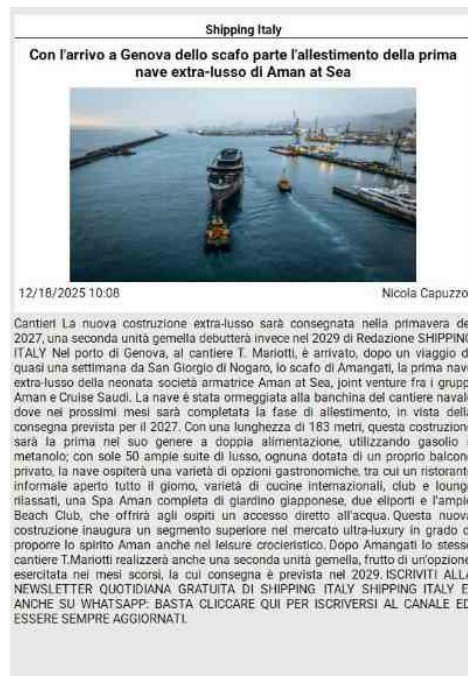 Shipping Italy
Con l'arrivo a Genova dello scafo parte l'allestimento della prima
nave extra-lusso di Aman at Sea
12/18/2025 10:08 Nicola Capuzzo
Cantieri La nuova costruzione extra-lusso sarà consegnata nella primavera de
2027, una seconda unità gemella debutterà invece nel 2029 di Redazione SHIPPING
ITALY Nel porto di Genova, al cantiere T. Mariotti, è arrivato, dopo un viaggio d
quasi una settimana da San Giorgio di Nogaro, lo scafo di Amangati, la prima nave
extra-lusso della neonata società armatrice Aman at Sea, joint venture fra i grupp
Aman e Cruise Saudi. La nave è stata ormeggiata alla banchina del cantiere navale
dove nei prossimi mesi sarà completata la fase di allestimento, in vista della
consegna prevista per il 2027. Con una lunghezza di 183 metri, questa costruzione
sarà la prima nel suo genere a doppia alimentazione, utilizzando gasolio
metanolo; con sole 50 ampie suite di lusso, ognuna dotata di un proprio balcone
privato, la nave ospiterà una varietà di opzioni gastronomiche, tra cui un ristorante
informale aperto tutto il giorno, varietà di cucine internazionali, club e lounge
rilassati, una Spa Aman completa di giardino giapponese, due eliporti e l'ampio
Beach Club, che offrirà agli ospiti un accesso diretto all'acqua. Questa nuova
costruzione inaugura un segmento superiore nel mercato ultra-luxury in grado d
proporre lo spirito Aman anche nel leisure crocieristico. Dopo Amangati lo stesso
cantiere T.Mariotti realizzerà anche una seconda unità gemella, frutto di un'opzione
esercitata nei mesi scorsi, la cui consegna è prevista nel 2029. ISCRIVITI ALLA
NEWSLETTER QUOTIDIANA GRATUITA DI SHIPPING ITALY SHIPPING ITALY E
ANCHE SU WHATSAPP: BASTA CLICCARE QUI PER ISCRIVERSI AL CANALE ED
ESSERE SEMPRE AGGIORNATI.